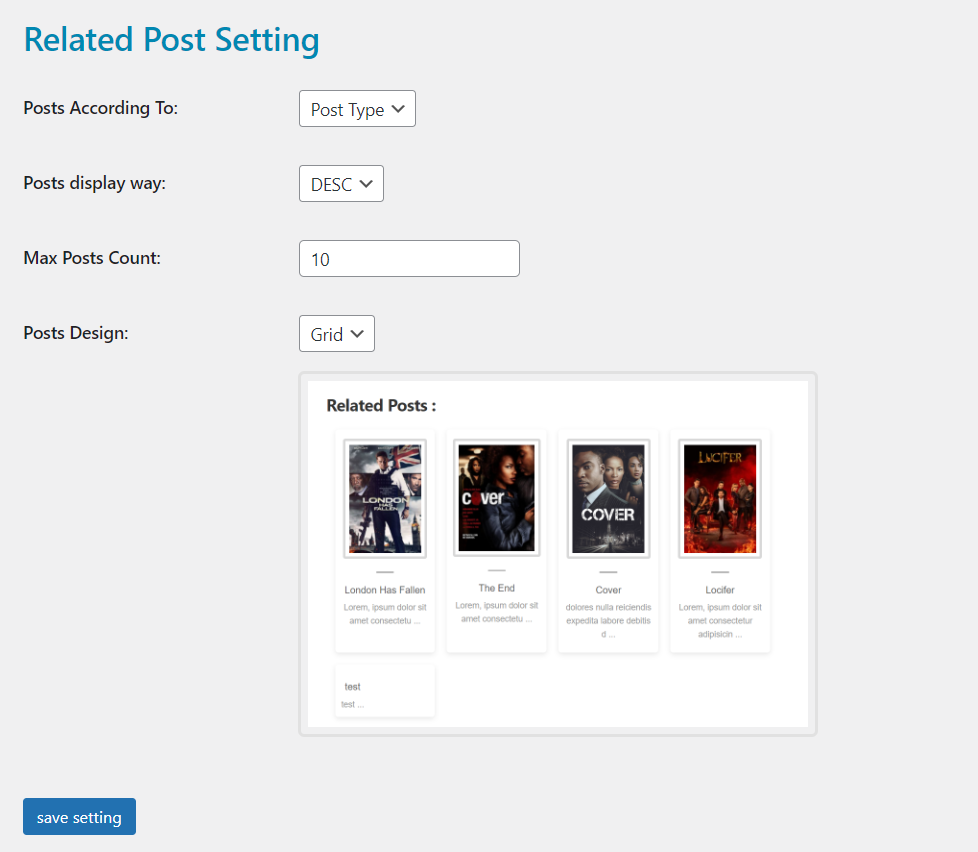 Related Post Setting
Posts According To:
Post Type
Posts display way:
DESC
Max Posts Count:
10
Posts Design:
Grid
Related Posts :
LONDON
HAS
FALLEN
cover
COVER
LUCIFER
London Has Fallen
Lorem, ipsum dolor sit
amet consectetu ...
The End
Lorem, ipsum dolor sit
amet consectetu ...
Cover
dolores nulla reiciendis
expedita labore debitis
d ...
Locifer
Lorem, ipsum dolor sit
amet consectetur
adipisicin ...
test
test ...
save setting